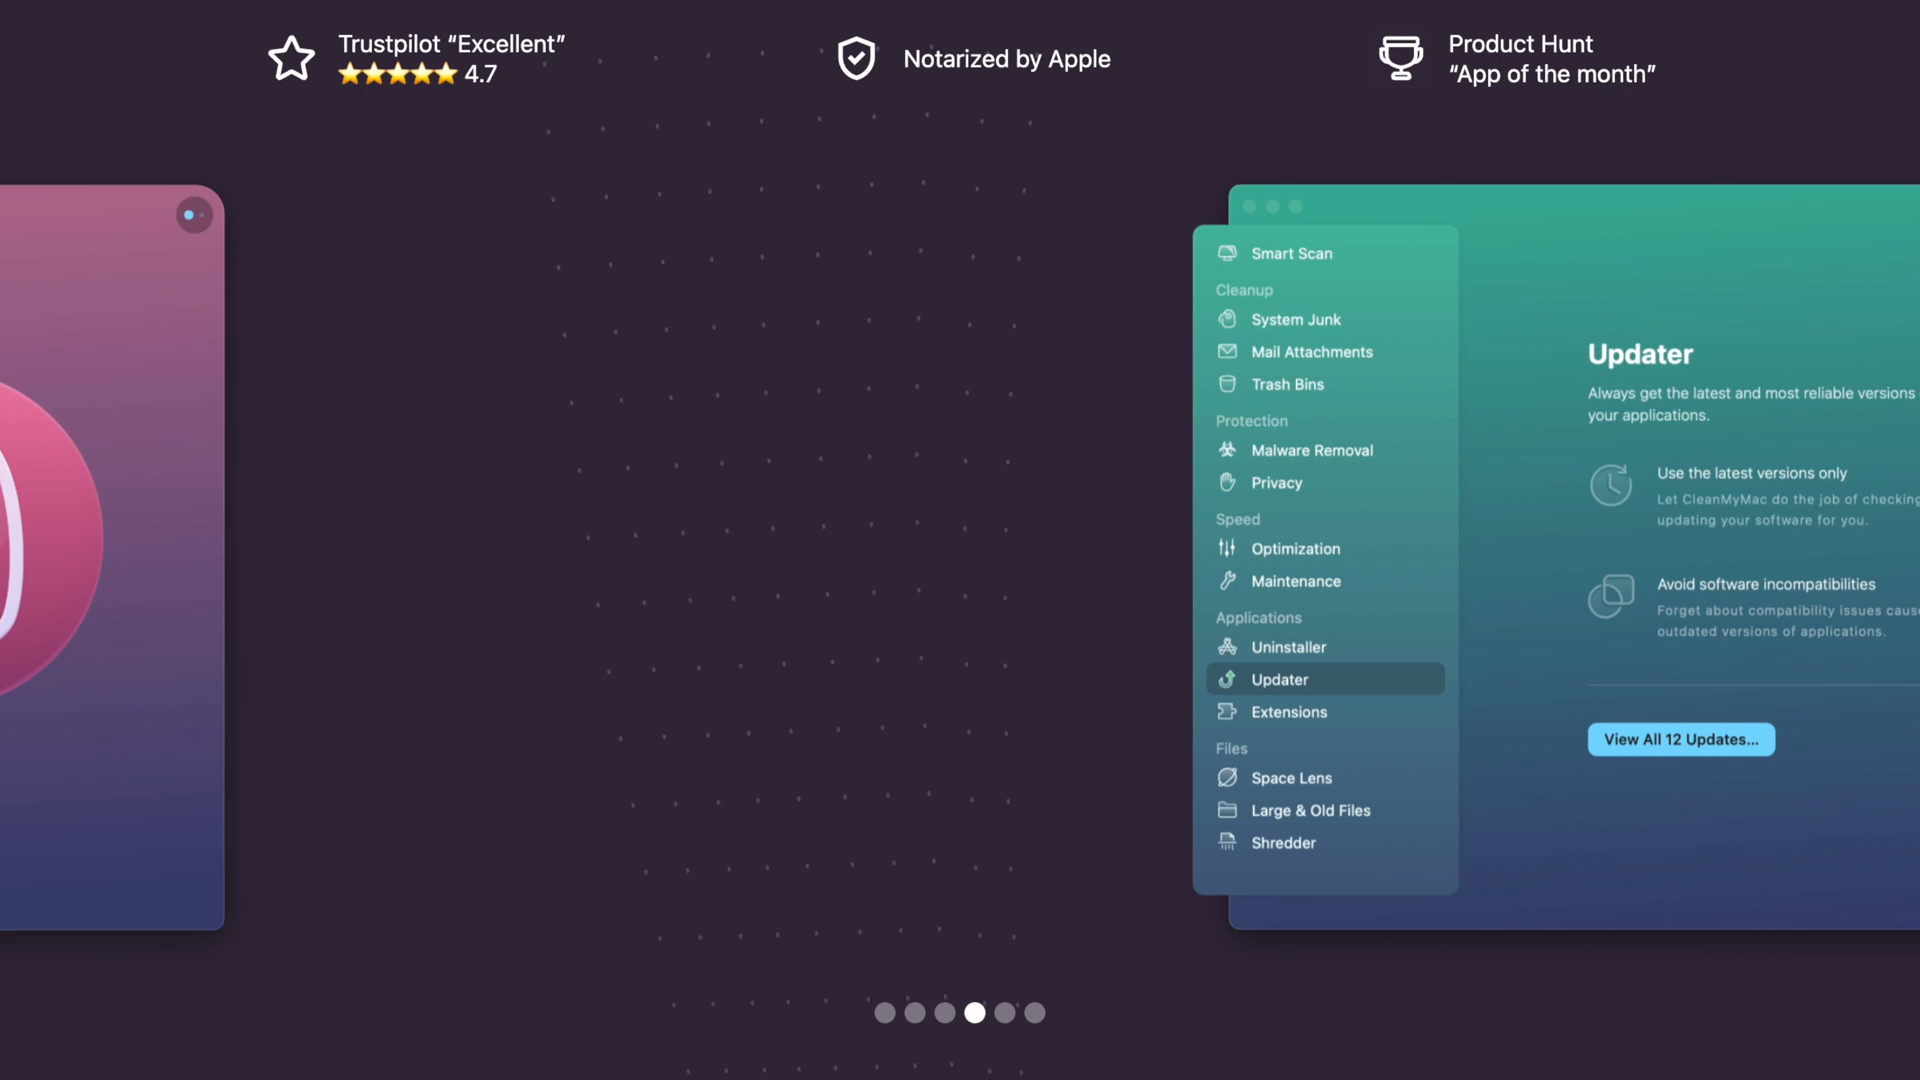 Trustpilot “Excellent”
4.7
Notarized by Apple
Product Hunt
“App of the month”
Smart Scan
Cleanup
System Junk
Mail Attachments
Trash Bins
Protection
Malware Removal
Privacy
Speed
Optimization
Maintenance
Applications
Uninstaller
Updater
Extensions
Files
Space Lens
Large & Old Files
Shredder
Updater
Always get the latest and most reliable versions
your applications.
Use the latest versions only
Let CleanMyMac do the job of checking
updating your software for you.
Avoid software incompatibilities
Forget about compatibility issues
outdated versions of applications.
View All 12 Updates...